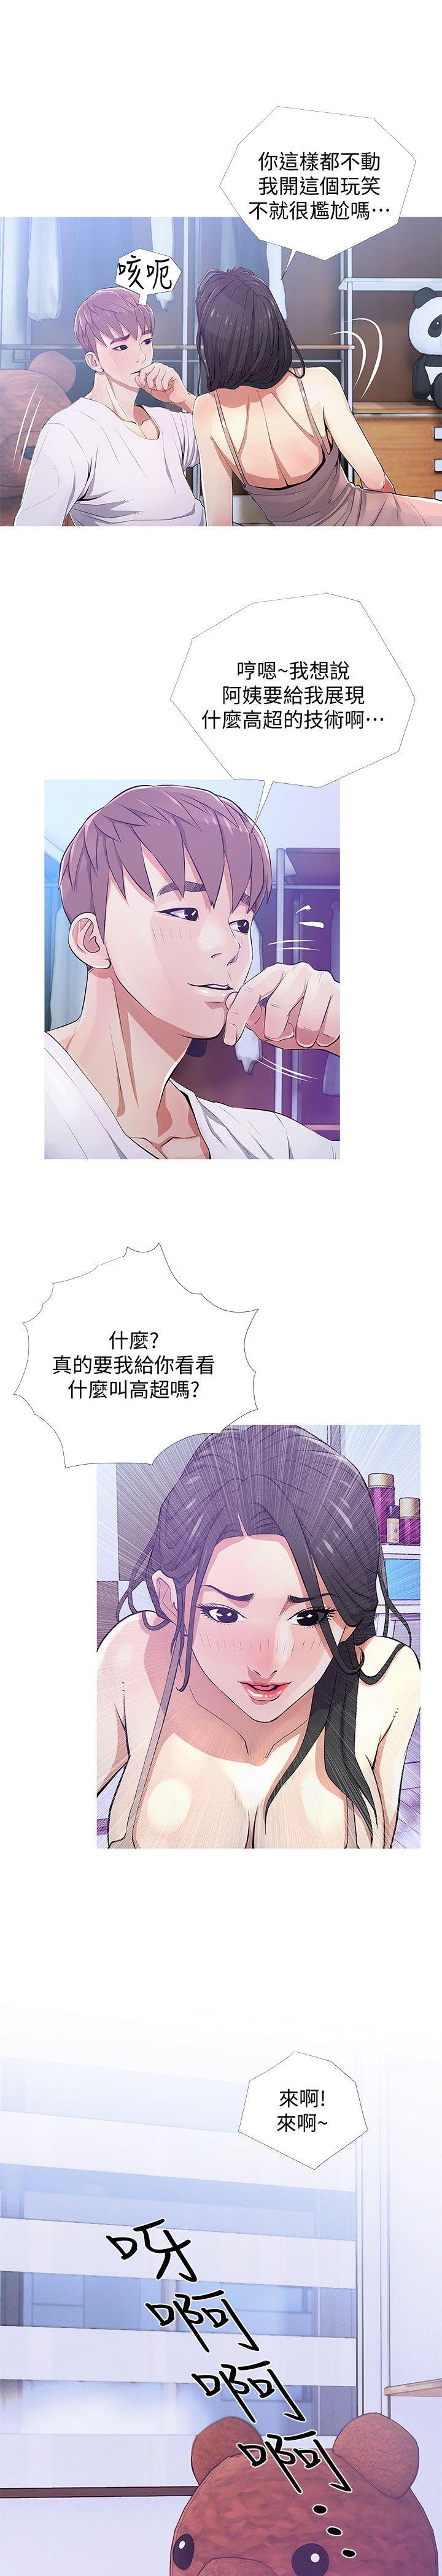 你這樣都不動
我開這個玩笑
不就很尷尬嗎…
咳呃
哼嗯~我想說
阿姨要給我展現
什麼高超的技術啊…
什麼?
真的要我給你看看
什麼叫高超嗎?
來啊!
來啊~
呀
啊
啊
啊